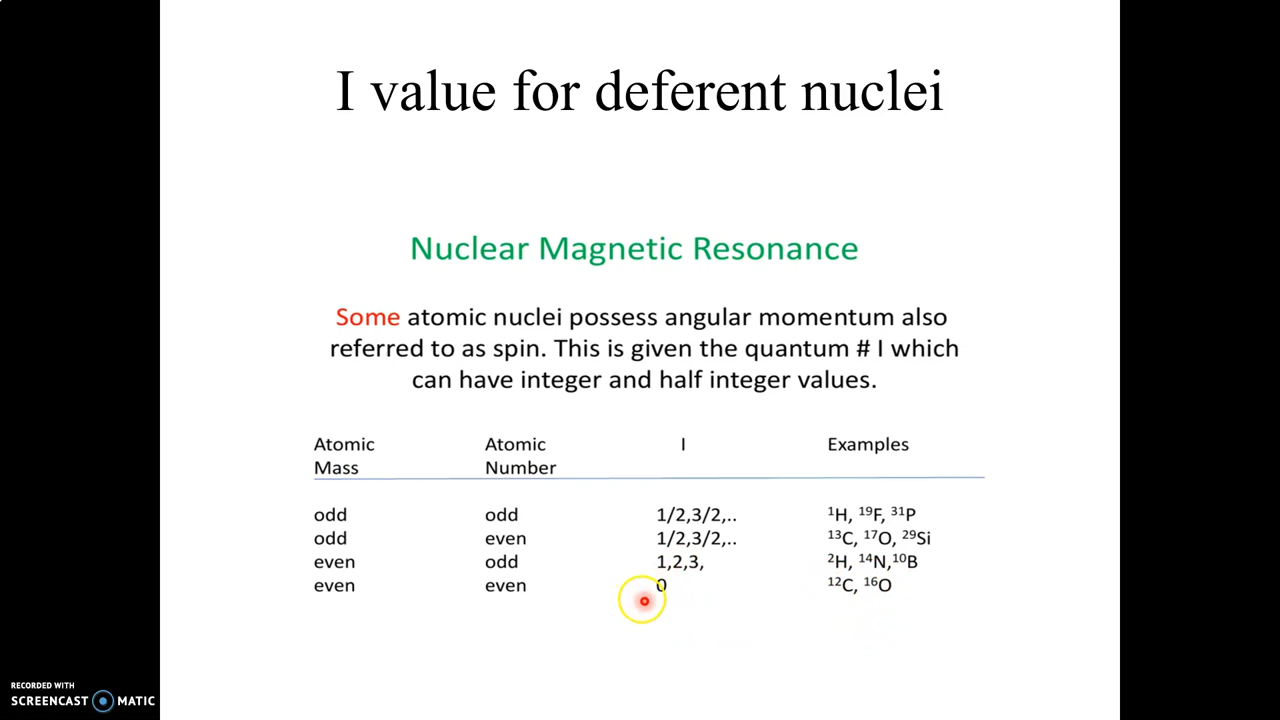 I value for deferent nuclei
Nuclear Magnetic Resonance
Some atomic nuclei possess angular momentum also
referred to as spin. This is given the quantum # I which
can have integer and half integer values.
Atomic Mass Atomic Number I Examples
odd odd 1/2,3/2,.. ¹H, ¹⁹F, ³¹P
odd even 1/2,3/2,.. ¹³C, ¹⁷O, ²⁹Si
even odd 1,2,3, ²H, ¹⁴N,¹⁰B
even even 0 ¹²C, ¹⁶O
RECORDED WITH
SCREENCAST MATIC